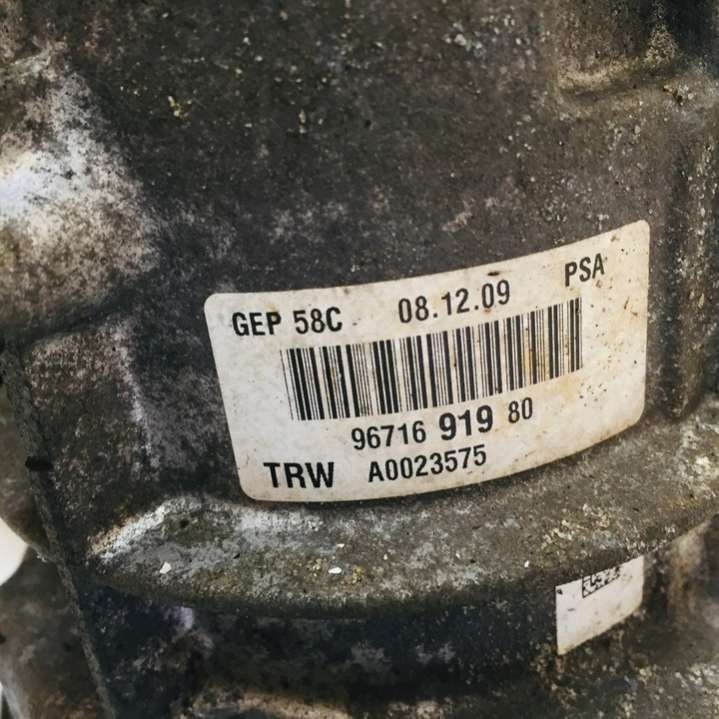 GEP 58C 08.12.09 PSA
96716 919 80
TRW A0023575